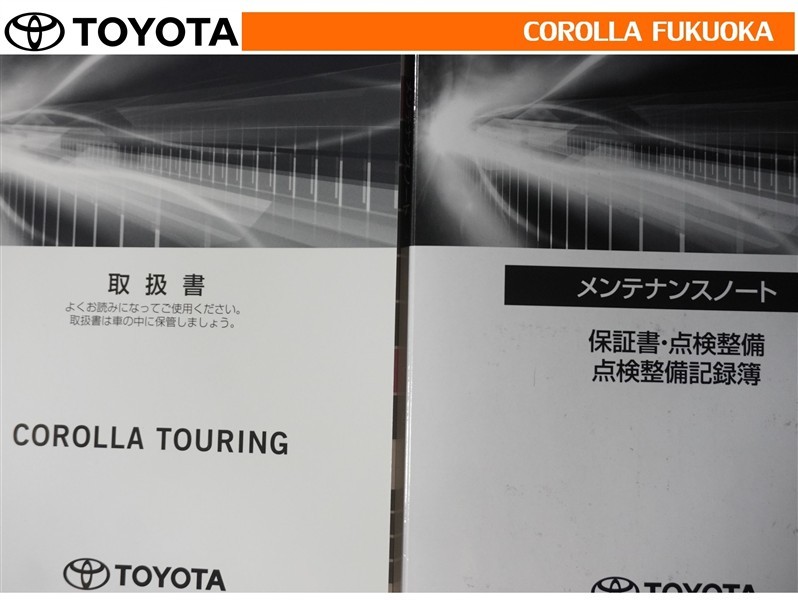 TOYOTA
COROLLA FUKUOKA
取扱書
よくお読みになってご使用ください。
取扱書は車の中に保管しましょう。
COROLLA TOURING
TOYOTA
メンテナンスノート
保証書・点検整備
点検整備記録簿
TOYOTA